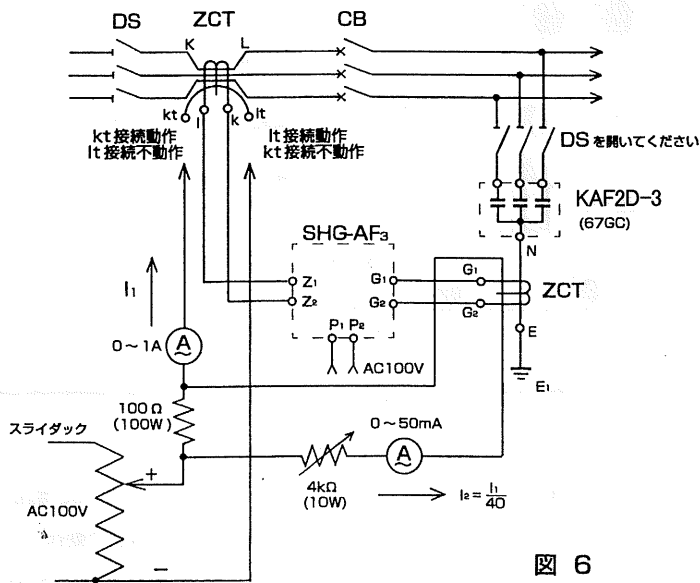 DS
ZCT
CB
K
L
kt
l
k
lt
kt接続動作
lt接続不動作
lt接続動作
kt接続不動作
DSを開いてください
KAF2D-3
(67GC)
N
SHG-AF3
Z1
Z2
G1
G2
G1
G2
ZCT
P1 P2
AC100V
E
E1
I1
A
0～1A
100Ω
(100W)
スライダック
+
AC100V
−
4kΩ
(10W)
0～50mA
A
I2=I1/40
図 6